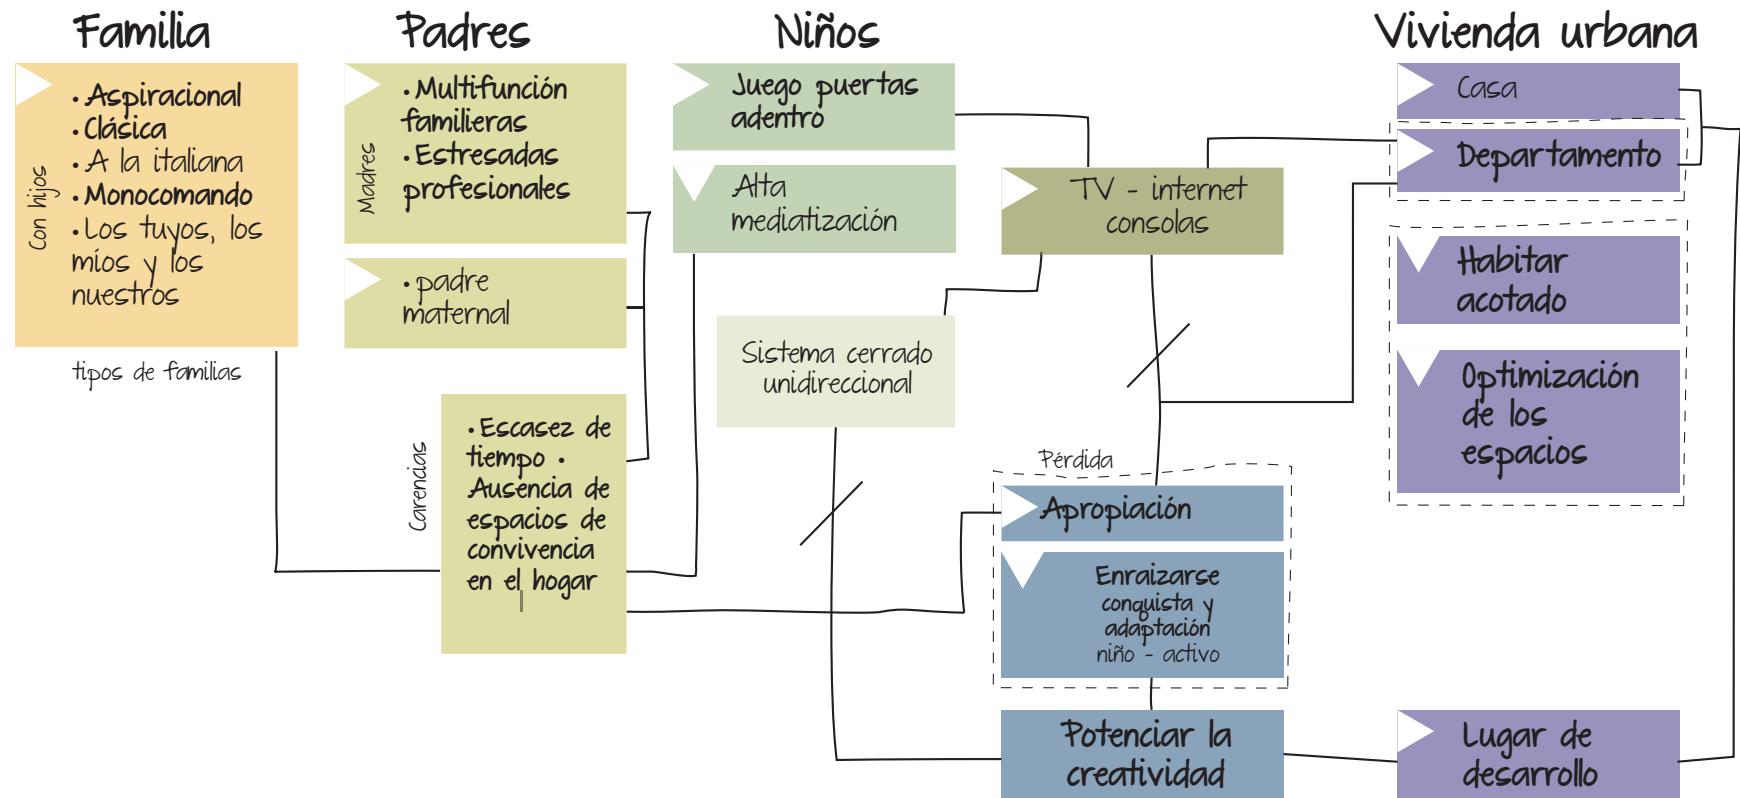 Familia
Con hijos
• Aspiracional
• Clásica
• A la italiana
• Monocomando
• Los tuyos, los
míos y los
nuestros
tipos de familias
Padres
Madres
• Multifunción
familieras
• Estresadas
profesionales
• padre
maternal
Carencias
• Escasez de
tiempo •
Ausencia de
espacios de
convivencia
en el hogar
Niños
Juego puertas
adentro
Alta
mediatización
TV - internet
consolas
Sistema cerrado
unidireccional
Pérdida
Apropiación
Enraizarse
conquista y
adaptación
niño - activo
Potenciar la
creatividad
Vivienda urbana
Casa
Departamento
Habitar
acotado
Optimización
de los
espacios
Lugar de
desarrollo